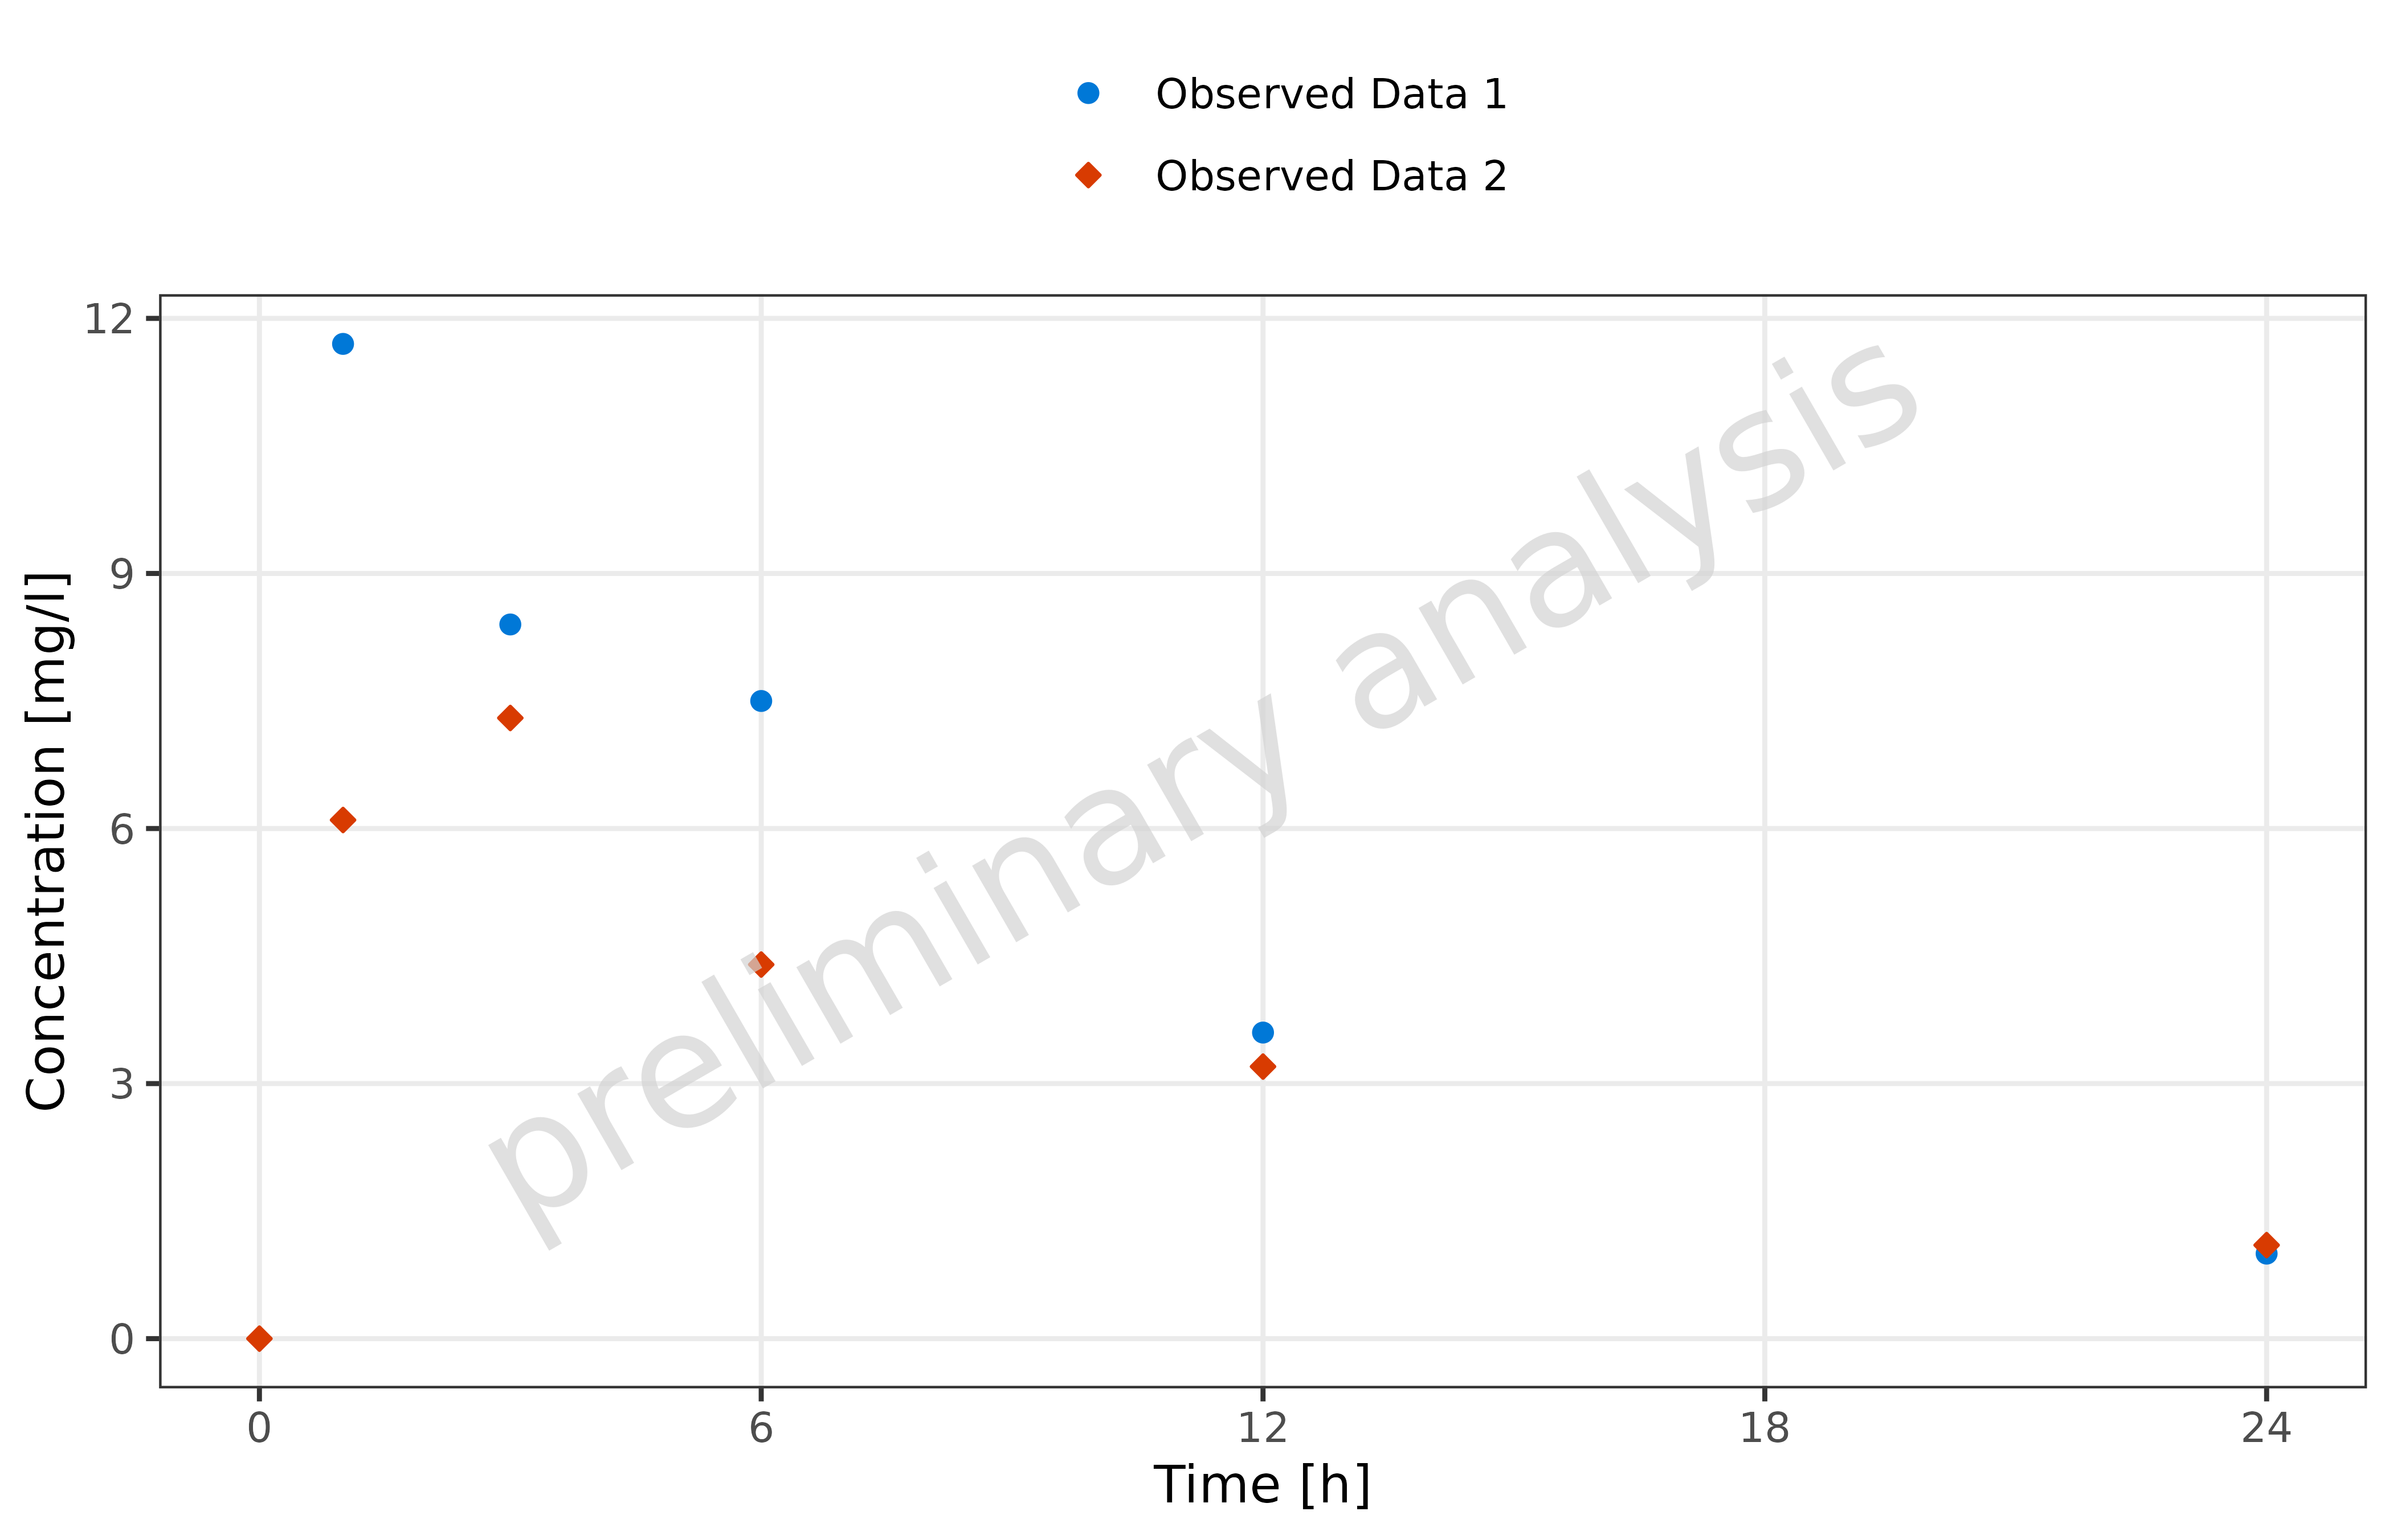 Observed Data 1
Observed Data 2
12
9
6
3
0
Concentration [mg/l]
preliminary analysis
0 6 12 18 24
Time [h]